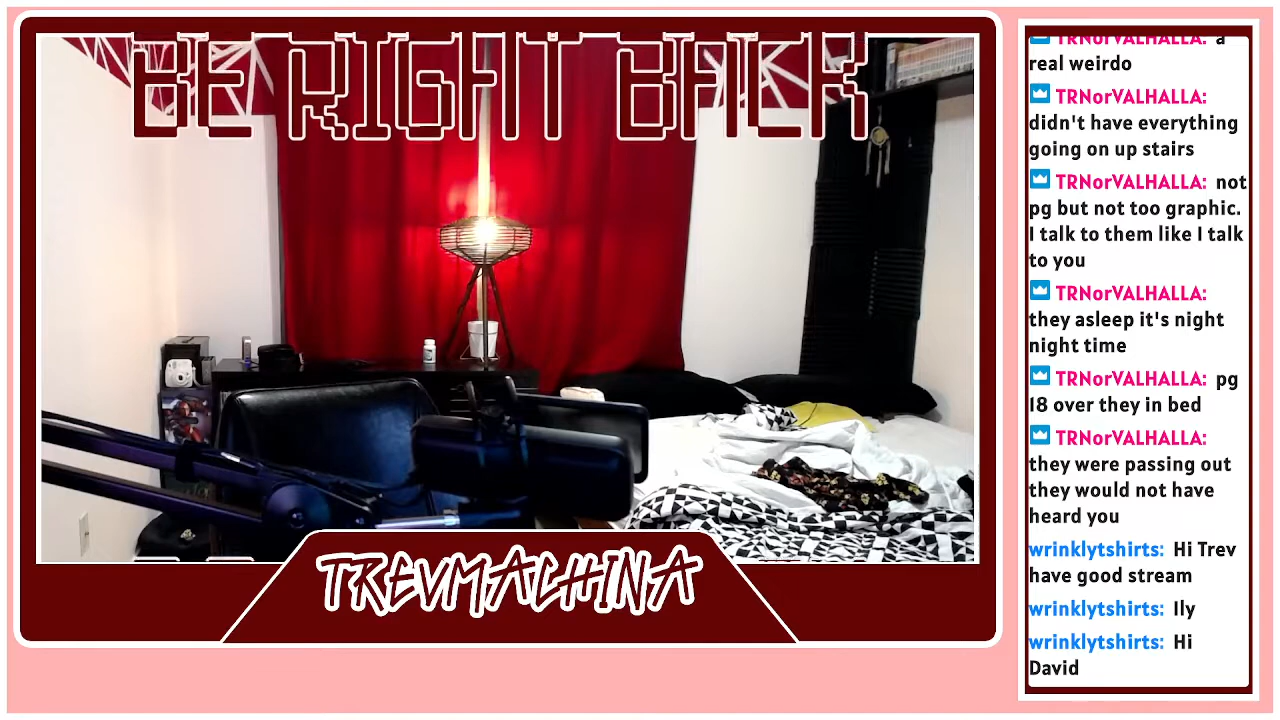 BE RIGHT BACK
TREVMACHINA
TRNorVALHALLA: a
real weirdo
TRNorVALHALLA:
didn't have everything
going on up stairs
TRNorVALHALLA: not
pg but not too graphic.
I talk to them like I talk
to you
TRNorVALHALLA:
they asleep it's night
night time
TRNorVALHALLA: pg
18 over they in bed
TRNorVALHALLA:
they were passing out
they would not have
heard you
wrinklytshirts: Hi Trev
have good stream
wrinklytshirts: Ily
wrinklytshirts: Hi
David